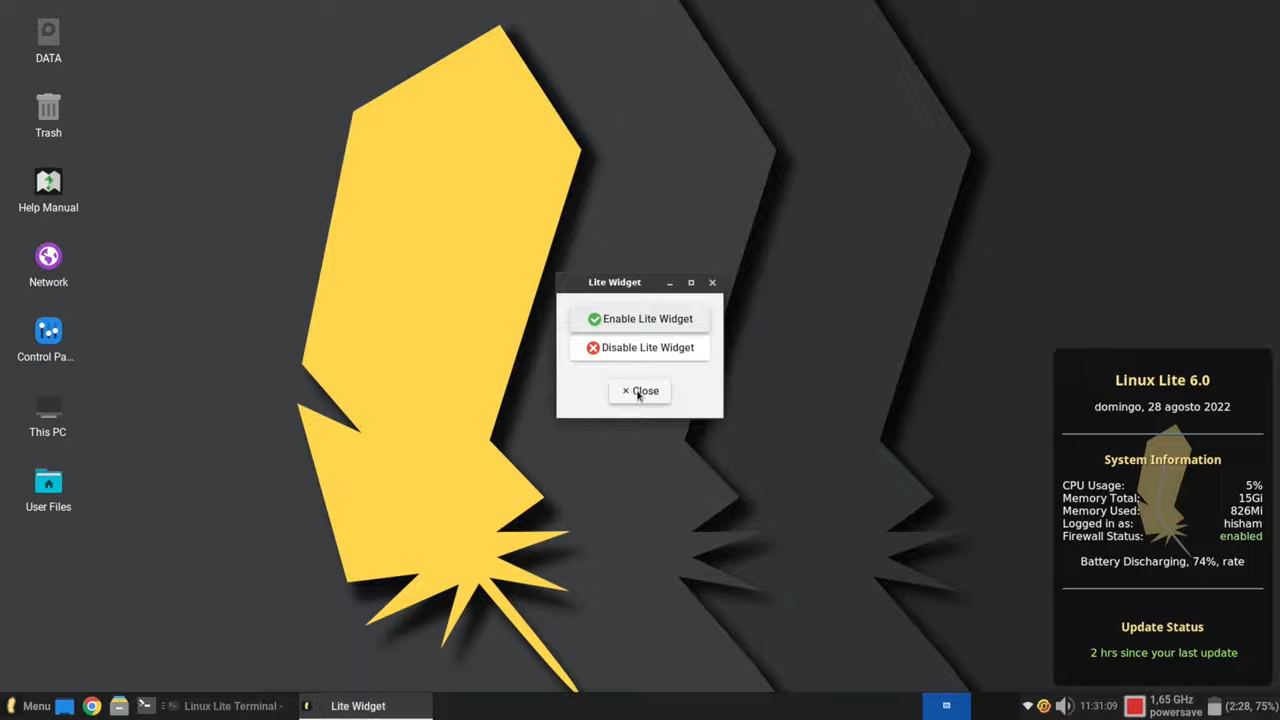 DATA
Trash
Help Manual
Network
Control Pa...
This PC
User Files
Lite Widget
Enable Lite Widget
Disable Lite Widget
× Close
Linux Lite 6.0
domingo, 28 agosto 2022
System Information
CPU Usage: 5%
Memory Total: 15Gi
Memory Used: 826Mi
Logged in as: hisham
Firewall Status: enabled
Battery Discharging, 74%, rate
Update Status
2 hrs since your last update
Menu
Linux Lite Terminal -
Lite Widget
11:31:09
1,65 GHz
powersave
(2:28, 75%)